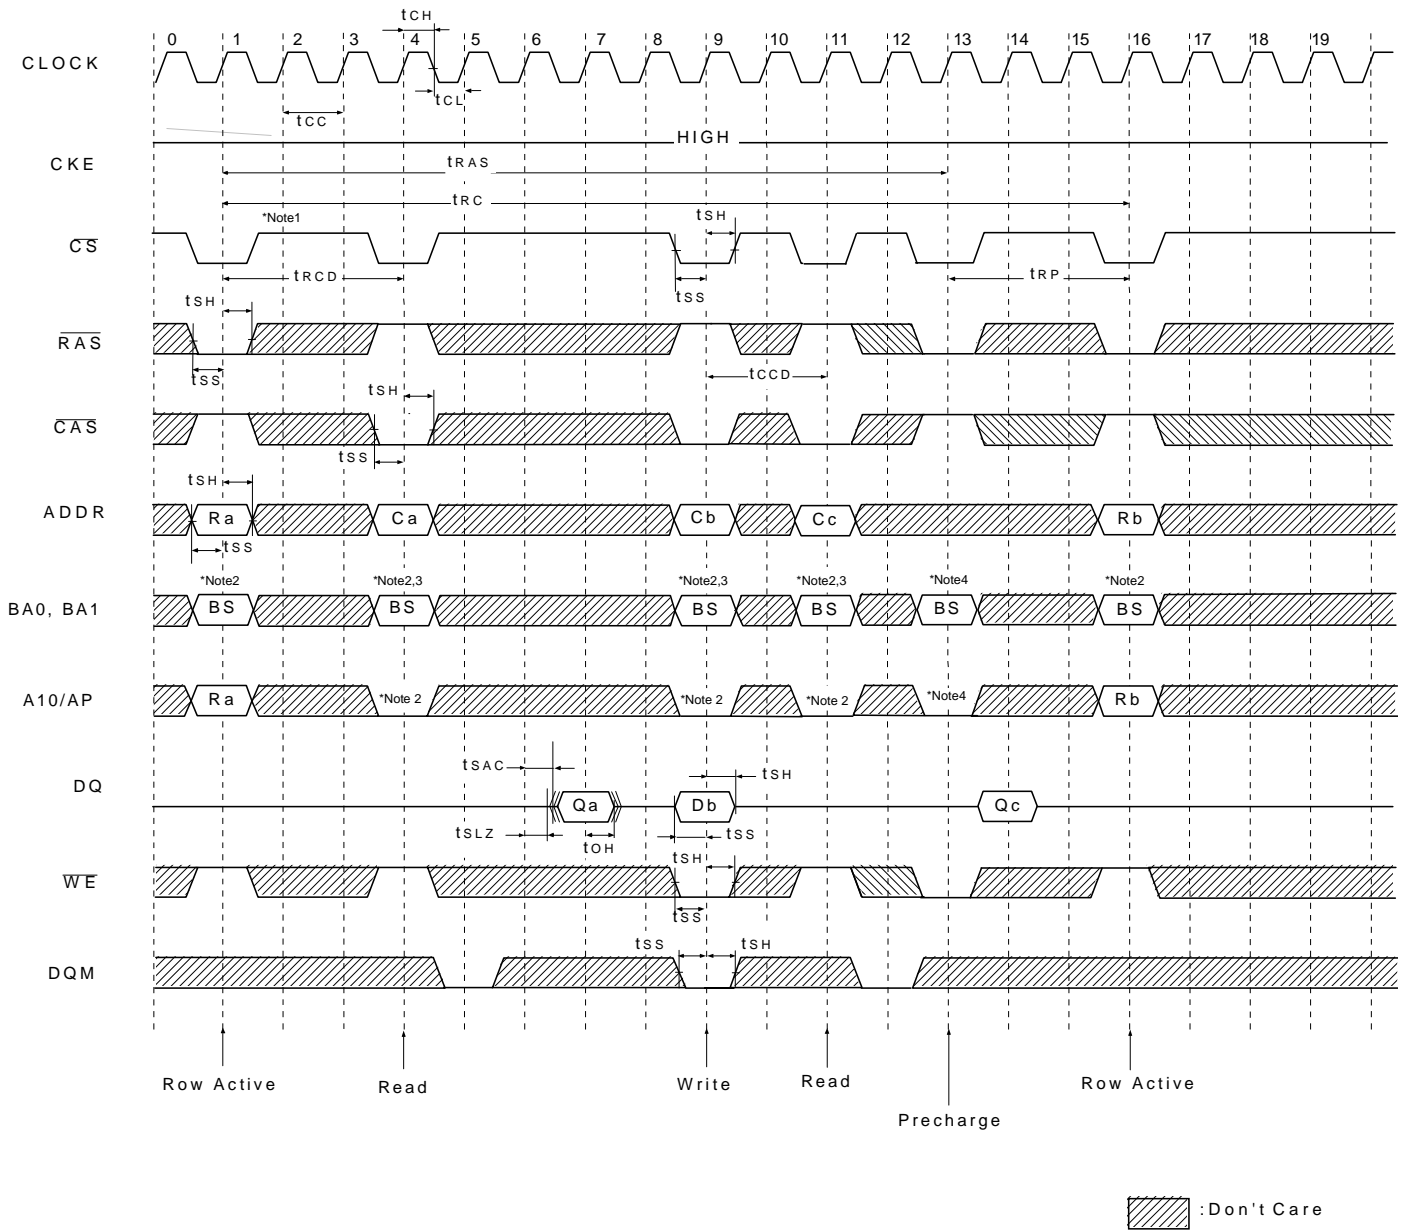 tCH
0 1 2 3 4 5 6 7 8 9 10 11 12 13 14 15 16 17 18 19
CLOCK
tCL
tCC
HIGH
CKE
tRAS
tRC
*Note1
tSH
CS
tRCD
tRP
tSS
tSH
RAS
tSS
tCCD
tSH
CAS
tSS
tSH
ADDR
Ra Ca Cb Cc Rb
tSS
*Note2 *Note2,3 *Note2,3 *Note2,3 *Note4 *Note2
BA0, BA1
BS BS BS BS BS BS
A10/AP
Ra *Note 2 *Note 2 *Note 2 *Note4 Rb
tSAC
tSH
DQ
Qa Db Qc
tSLZ
tOH
tSS
tSH
WE
tSS
tSS
tSH
DQM
Row Active Read Write Read Row Active
Precharge
:Don't Care